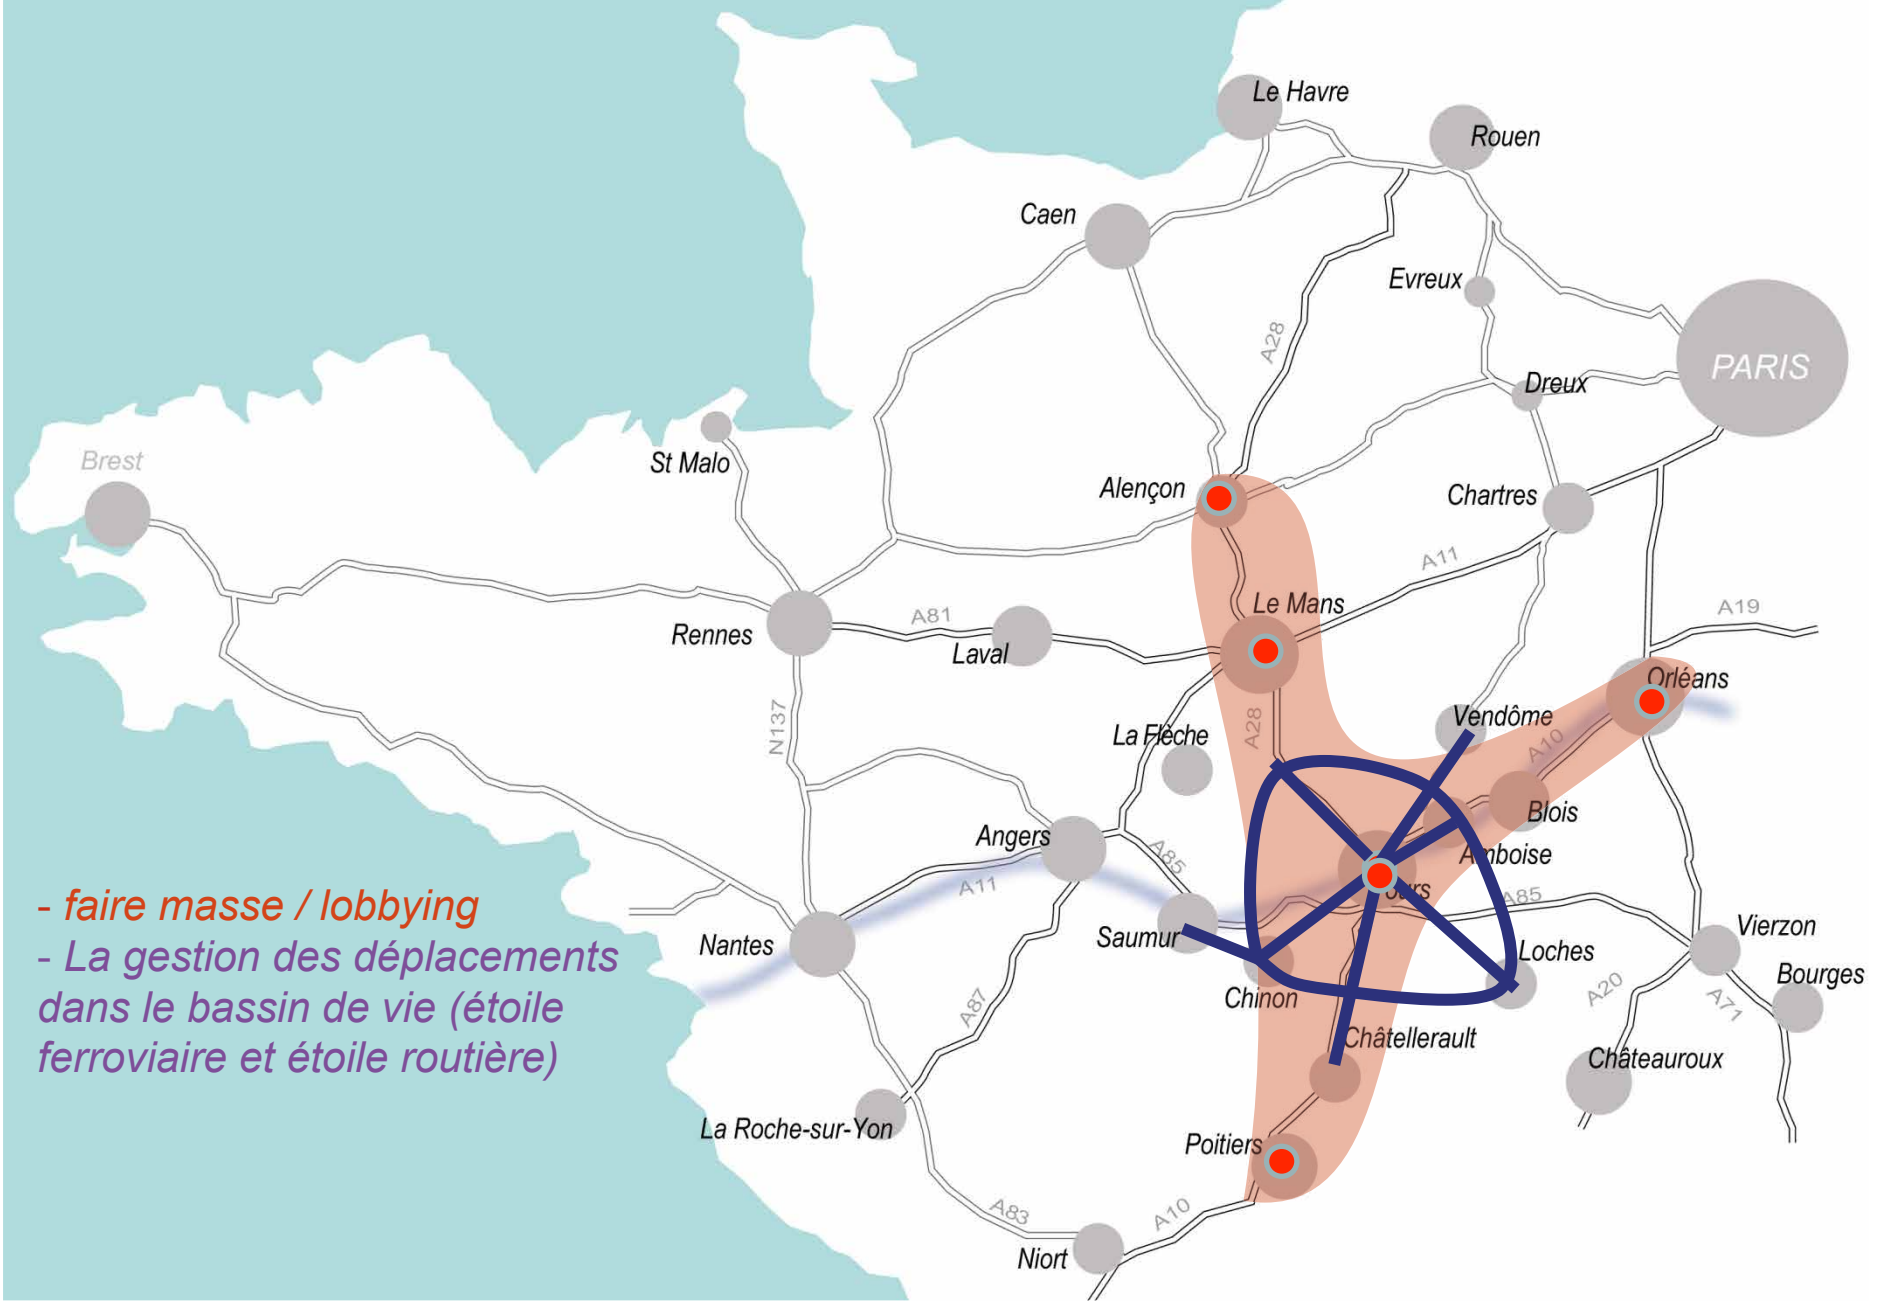 Le Havre
Rouen
Caen
Evreux
A28
PARIS
Dreux
St Malo
Brest
Alençon
Chartres
A11
Le Mans
A19
A81
Rennes
Laval
Orléans
N137
A28
Vendôme
La Flèche
A10
Blois
Angers
A85
Amboise
A11
Tours
A85
- faire masse / lobbying
- La gestion des déplacements
dans le bassin de vie (étoile
ferroviaire et étoile routière)
Nantes
Saumur
Vierzon
Loches
Bourges
Chinon
A20
A71
A87
Châtellerault
Châteauroux
La Roche-sur-Yon
Poitiers
A83
A10
Niort